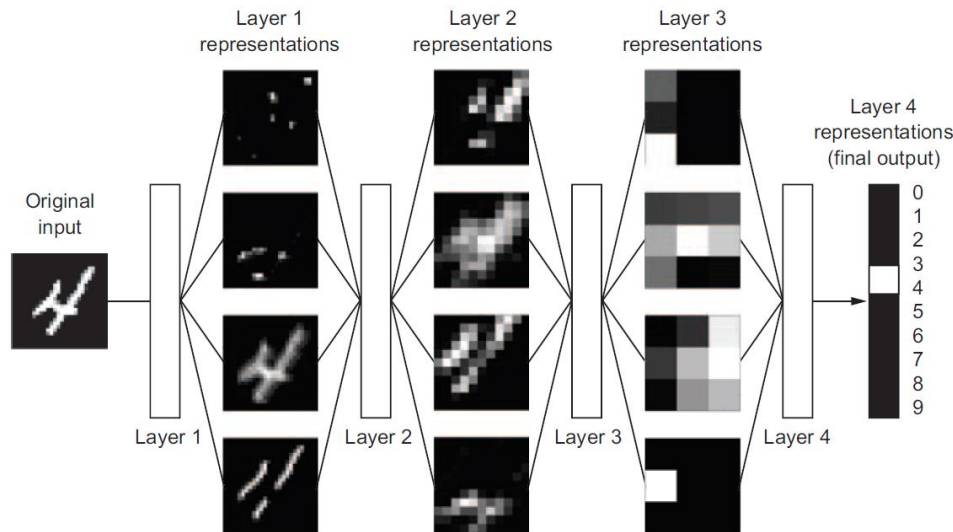 Layer 1
representations
Layer 2
representations
Layer 3
representations
Layer 4
representations
(final output)
Original
input
0
1
2
3
4
5
6
7
8
9
Layer 1
Layer 2
Layer 3
Layer 4